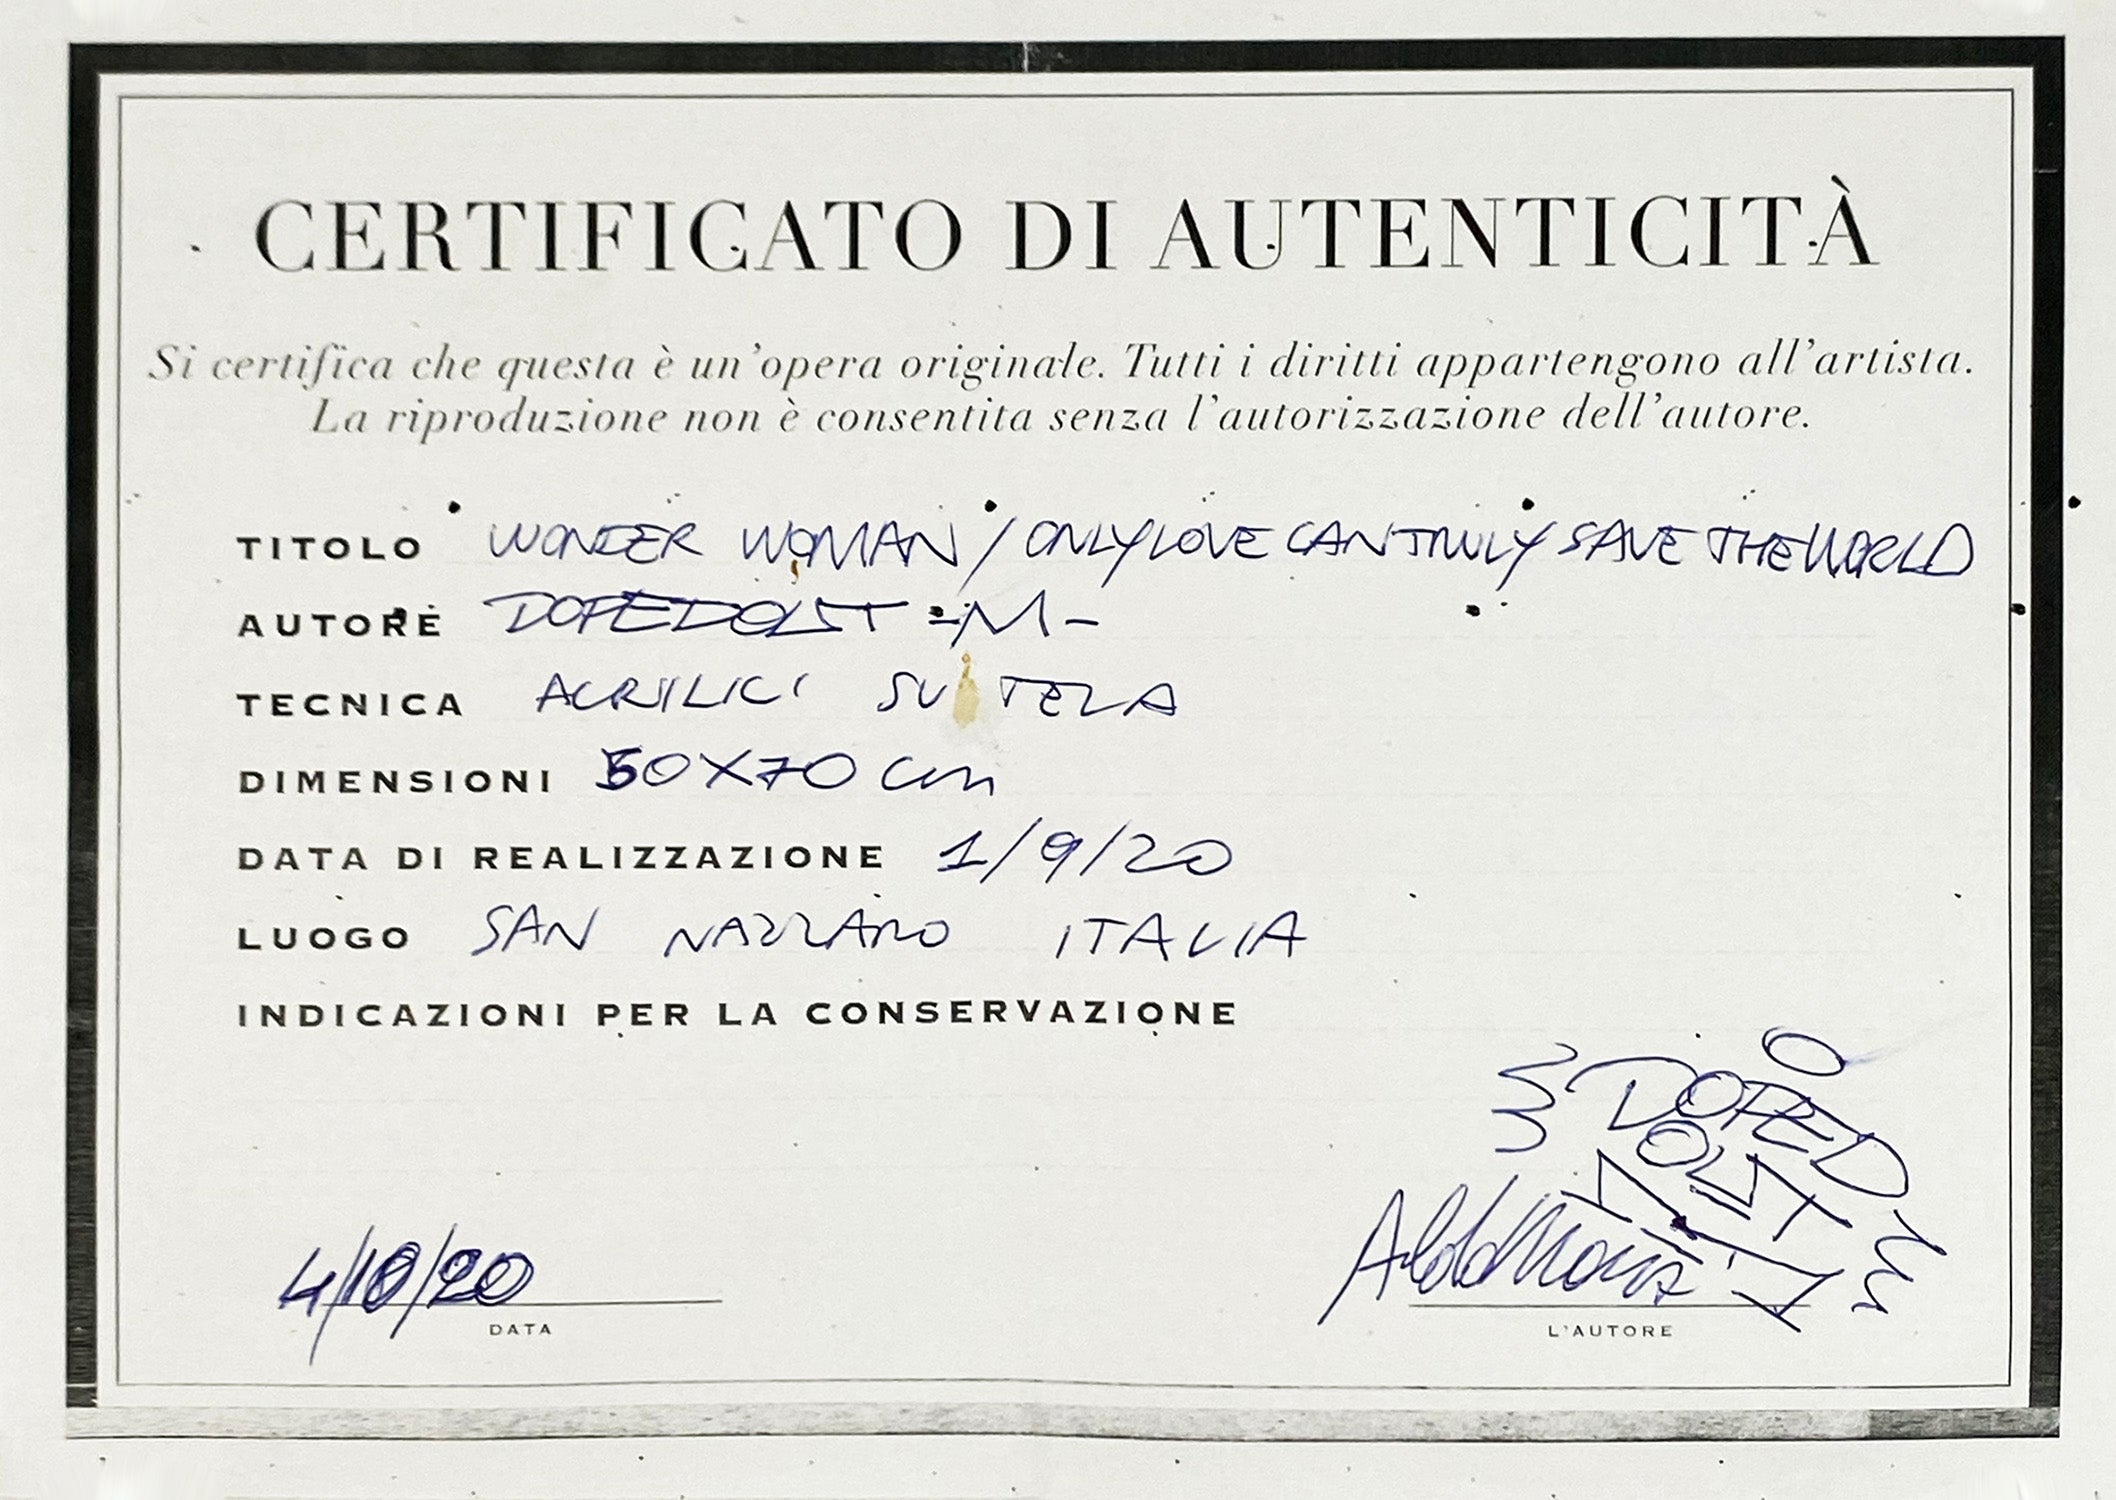 CERTIFICATO DI AUTENTICITÀ
Si certifica che questa è un'opera originale. Tutti i diritti appartengono all'artista.
La riproduzione non è consentita senza l'autorizzazione dell'autore.
TITOLO WONDER WOMAN / ONLY LOVE CAN TRULY SAVE THE WORLD
AUTORE DOPEDOUT -M-
TECNICA ACRILICI SU TELA
DIMENSIONI 50X70 cm
DATA DI REALIZZAZIONE 1/9/20
LUOGO SAN NAZZARO ITALIA
INDICAZIONI PER LA CONSERVAZIONE
DOPED
OUT
4/10/20
DATA
L'AUTORE